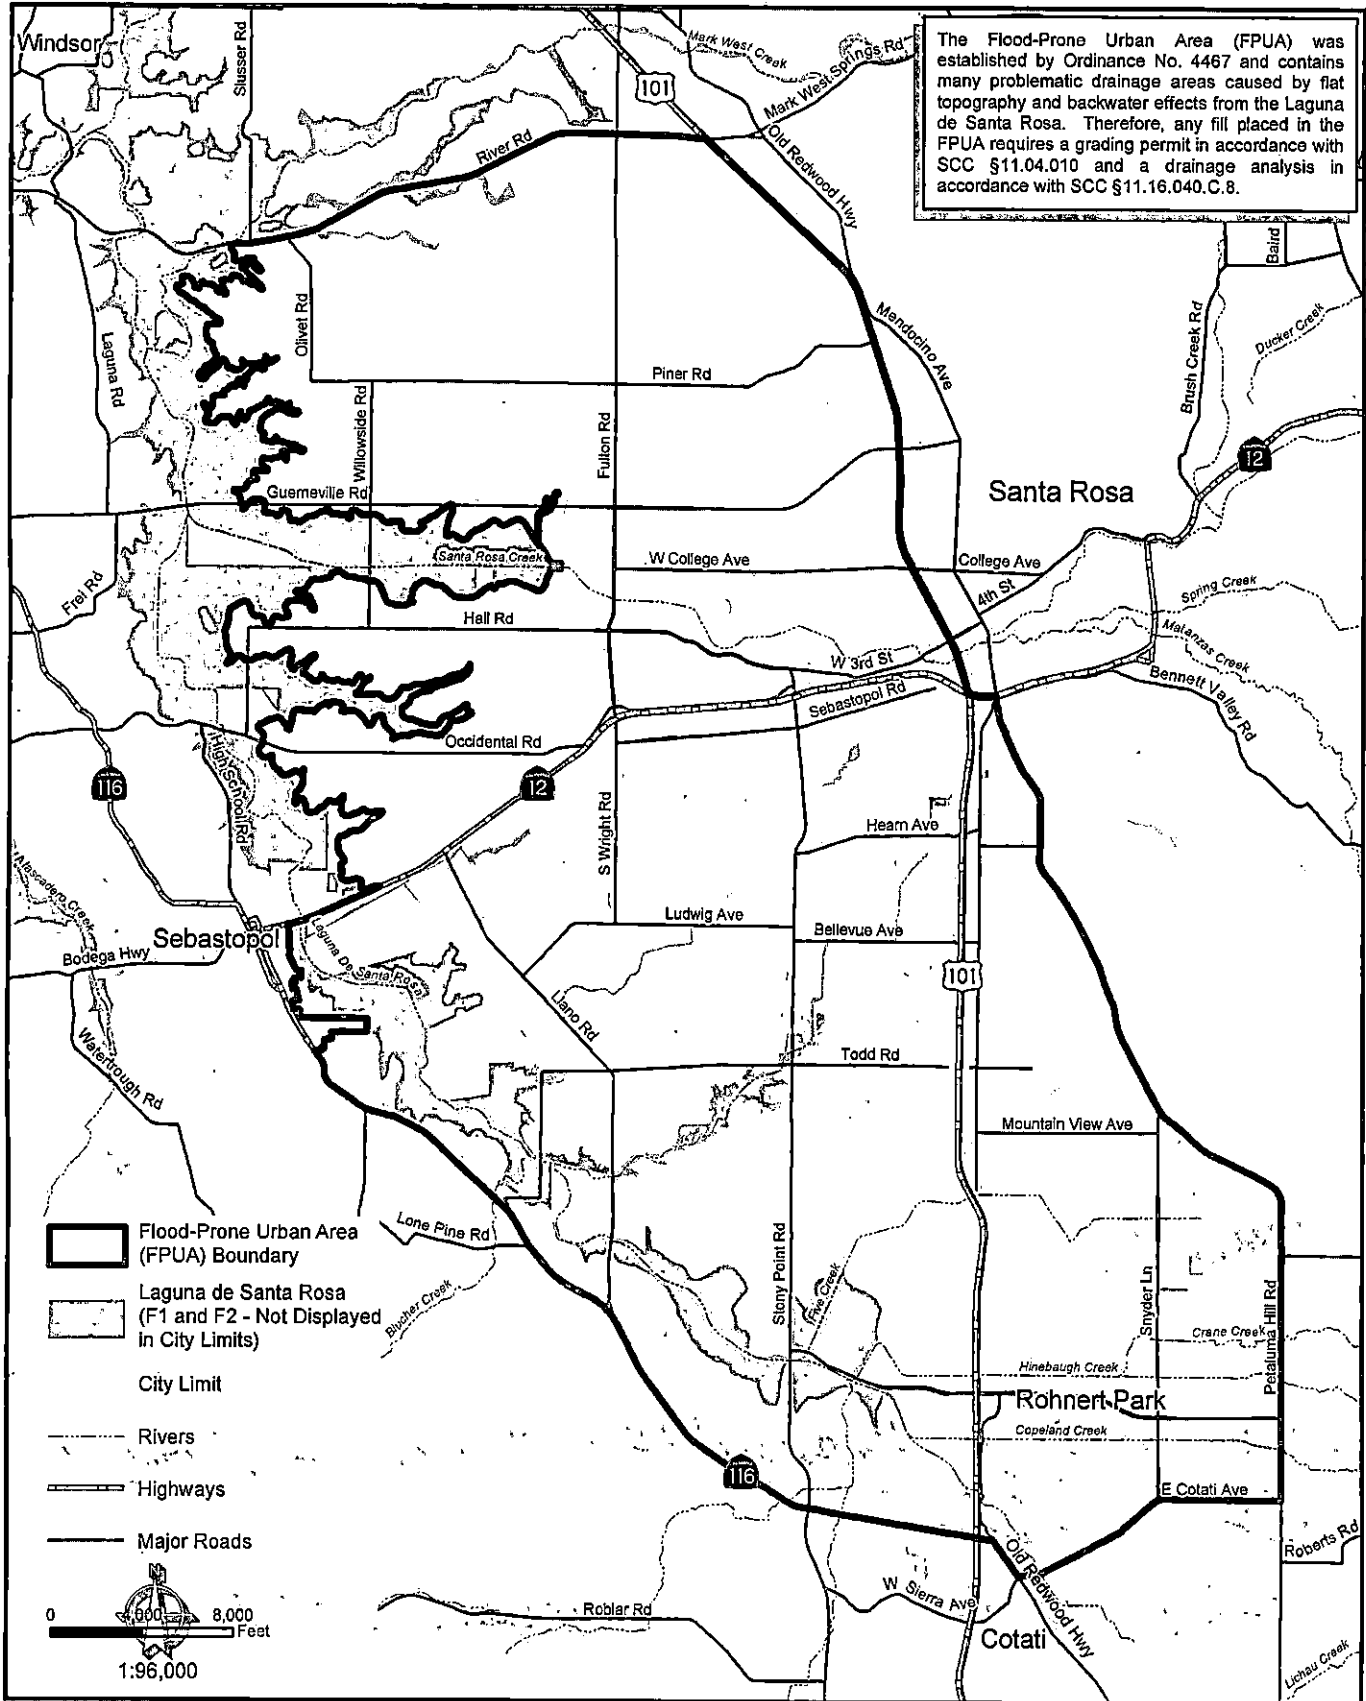 Windsor
Slusser Rd
Mark West Creek
Mark West Springs Rd
101
Old Redwood Hwy
River Rd
The Flood-Prone Urban Area (FPUA) was
established by Ordinance No. 4467 and contains
many problematic drainage areas caused by flat
topography and backwater effects from the Laguna
de Santa Rosa. Therefore, any fill placed in the
FPUA requires a grading permit in accordance with
SCC §11.04.010 and a drainage analysis in
accordance with SCC §11.16.040.C.8.
Baird
Olivet Rd
Laguna Rd
Mendocino Ave
Brush Creek Rd
Ducker Creek
Piner Rd
Willowside Rd
Fulton Rd
12
Guerneville Rd
Santa Rosa
Santa Rosa Creek
W College Ave
College Ave
4th St
Frei Rd
Spring Creek
Hall Rd
Matanzas Creek
W 3rd St
Bennett Valley Rd
Sebastopol Rd
Occidental Rd
116
High School Rd
12
S Wright Rd
Hearn Ave
Atascadero Creek
Ludwig Ave
Bellevue Ave
Sebastopol
Bodega Hwy
Laguna De Santa Rosa
101
Llano Rd
Todd Rd
Watertrough Rd
Mountain View Ave
Lone Pine Rd
Stony Point Rd
Snyder Ln
Petaluma Hill Rd
Blucher Creek
Five Creek
Crane Creek
Hinebaugh Creek
Rohnert Park
Copeland Creek
116
E Cotati Ave
Roberts Rd
Old Redwood Hwy
W Sierra Ave
Roblar Rd
Cotati
Lichau Creek
Flood-Prone Urban Area
(FPUA) Boundary
Laguna de Santa Rosa
(F1 and F2 - Not Displayed
in City Limits)
City Limit
Rivers
Highways
Major Roads
N
0 4,000 8,000
Feet
1:96,000